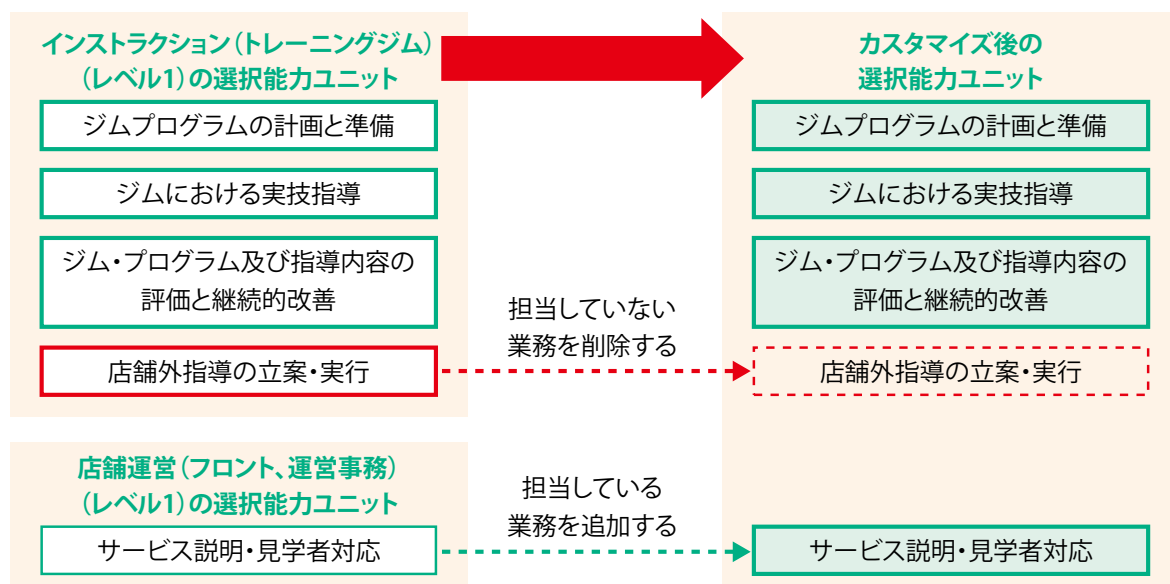 インストラクション(トレーニングジム)
(レベル1)の選択能力ユニット
ジムプログラムの計画と準備
ジムにおける実技指導
ジム・プログラム及び指導内容の
評価と継続的改善
店舗外指導の立案・実行
担当していない
業務を削除する
カスタマイズ後の
選択能力ユニット
ジムプログラムの計画と準備
ジムにおける実技指導
ジム・プログラム及び指導内容の
評価と継続的改善
店舗外指導の立案・実行
店舗運営(フロント、運営事務)
(レベル1)の選択能力ユニット
サービス説明・見学者対応
担当している
業務を追加する
サービス説明・見学者対応